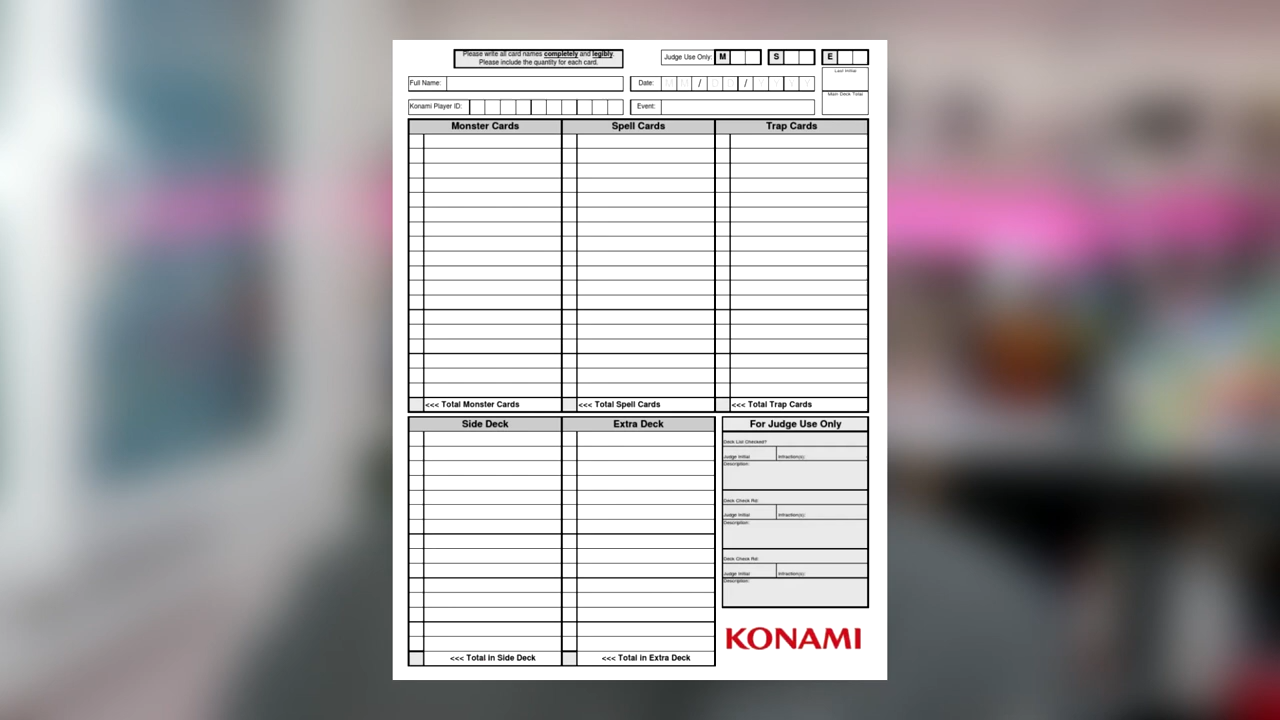 Please write all card names completely and legibly.
Please include the quantity for each card.
Judge Use Only: M S E
Last Initial
Full Name: Date: M M / D D / Y Y Y Y
Main Deck Total
Konami Player ID: Event:
Monster Cards Spell Cards Trap Cards
<<< Total Monster Cards <<< Total Spell Cards <<< Total Trap Cards
Side Deck Extra Deck For Judge Use Only
Deck List Checked?
Judge Initial Infraction(s):
Description:
Deck Check Rd:
Judge Initial Infraction(s):
Description:
Deck Check Rd:
Judge Initial Infraction(s):
Description:
KONAMI
<<< Total in Side Deck <<< Total in Extra Deck